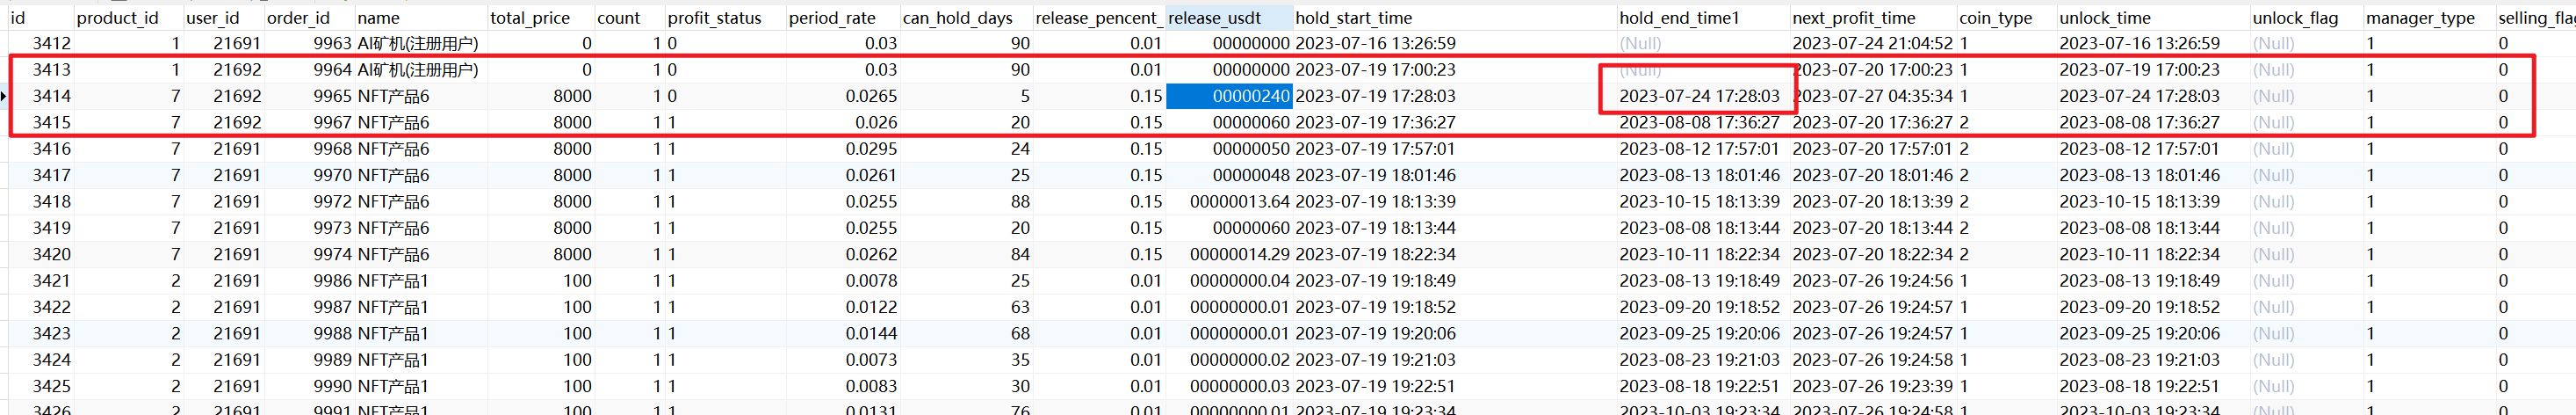 id product_id user_id order_id name total_price count profit_status period_rate can_hold_days release_pencent_ release_usdt hold_start_time hold_end_time1 next_profit_time coin_type unlock_time unlock_flag manager_type selling_flag
3412 1 21691 9963 AI矿机(注册用户) 0 1 0 0.03 90 0.01 00000000 2023-07-16 13:26:59 (Null) 2023-07-24 21:04:52 1 2023-07-16 13:26:59 (Null) 1 0
3413 1 21692 9964 AI矿机(注册用户) 0 1 0 0.03 90 0.01 00000000 2023-07-19 17:00:23 (Null) 2023-07-20 17:00:23 1 2023-07-19 17:00:23 (Null) 1 0
3414 7 21692 9965 NFT产品6 8000 1 0 0.0265 5 0.15 00000240 2023-07-19 17:28:03 2023-07-24 17:28:03 2023-07-27 04:35:34 1 2023-07-24 17:28:03 (Null) 1 0
3415 7 21692 9967 NFT产品6 8000 1 1 0.026 20 0.15 00000060 2023-07-19 17:36:27 2023-08-08 17:36:27 2023-07-20 17:36:27 2 2023-08-08 17:36:27 (Null) 1 0
3416 7 21691 9968 NFT产品6 8000 1 1 0.0295 24 0.15 00000050 2023-07-19 17:57:01 2023-08-12 17:57:01 2023-07-20 17:57:01 2 2023-08-12 17:57:01 (Null) 1 0
3417 7 21691 9970 NFT产品6 8000 1 1 0.0261 25 0.15 00000048 2023-07-19 18:01:46 2023-08-13 18:01:46 2023-07-20 18:01:46 2 2023-08-13 18:01:46 (Null) 1 0
3418 7 21691 9972 NFT产品6 8000 1 1 0.0255 88 0.15 00000013.64 2023-07-19 18:13:39 2023-10-15 18:13:39 2023-07-20 18:13:39 2 2023-10-15 18:13:39 (Null) 1 0
3419 7 21691 9973 NFT产品6 8000 1 1 0.0255 20 0.15 00000060 2023-07-19 18:13:44 2023-08-08 18:13:44 2023-07-20 18:13:44 2 2023-08-08 18:13:44 (Null) 1 0
3420 7 21691 9974 NFT产品6 8000 1 1 0.0262 84 0.15 00000014.29 2023-07-19 18:22:34 2023-10-11 18:22:34 2023-07-20 18:22:34 2 2023-10-11 18:22:34 (Null) 1 0
3421 2 21691 9986 NFT产品1 100 1 1 0.0078 25 0.01 00000000.04 2023-07-19 19:18:49 2023-08-13 19:18:49 2023-07-26 19:24:56 1 2023-08-13 19:18:49 (Null) 1 0
3422 2 21691 9987 NFT产品1 100 1 1 0.0122 63 0.01 00000000.01 2023-07-19 19:18:52 2023-09-20 19:18:52 2023-07-26 19:24:57 1 2023-09-20 19:18:52 (Null) 1 0
3423 2 21691 9988 NFT产品1 100 1 1 0.0144 68 0.01 00000000.01 2023-07-19 19:20:06 2023-09-25 19:20:06 2023-07-26 19:24:57 1 2023-09-25 19:20:06 (Null) 1 0
3424 2 21691 9989 NFT产品1 100 1 1 0.0073 35 0.01 00000000.02 2023-07-19 19:21:03 2023-08-23 19:21:03 2023-07-26 19:24:58 1 2023-08-23 19:21:03 (Null) 1 0
3425 2 21691 9990 NFT产品1 100 1 1 0.0083 30 0.01 00000000.03 2023-07-19 19:22:51 2023-08-18 19:22:51 2023-07-26 19:23:39 1 2023-08-18 19:22:51 (Null) 1 0
3426 2 21691 9991 NFT产品1 100 1 1 0.0131 76 0.01 00000000.01 2023-07-19 19:23:34 2023-10-03 19:23:34 2023-07-26 19:24:58 1 2023-10-03 19:23:34 (Null) 1 0